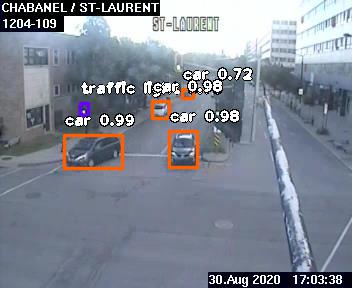 CHABANEL / ST-LAURENT
1204-109
ST-LAURENT
car 0.72
traffic
car 0.98
car 0.99
car 0.98
30.Aug 2020 17:03:38